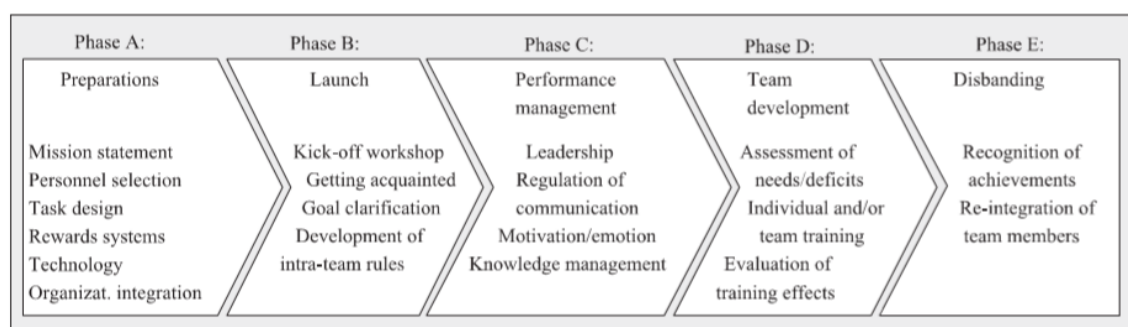 Phase A:
Preparations
Mission statement
Personnel selection
Task design
Rewards systems
Technology
Organizat. integration
Phase B:
Launch
Kick-off workshop
Getting acquainted
Goal clarification
Development of
intra-team rules
Phase C:
Performance
management
Leadership
Regulation of
communication
Motivation/emotion
Knowledge management
Phase D:
Team
development
Assessment of
needs/deficits
Individual and/or
team training
Evaluation of
training effects
Phase E:
Disbanding
Recognition of
achievements
Re-integration of
team members